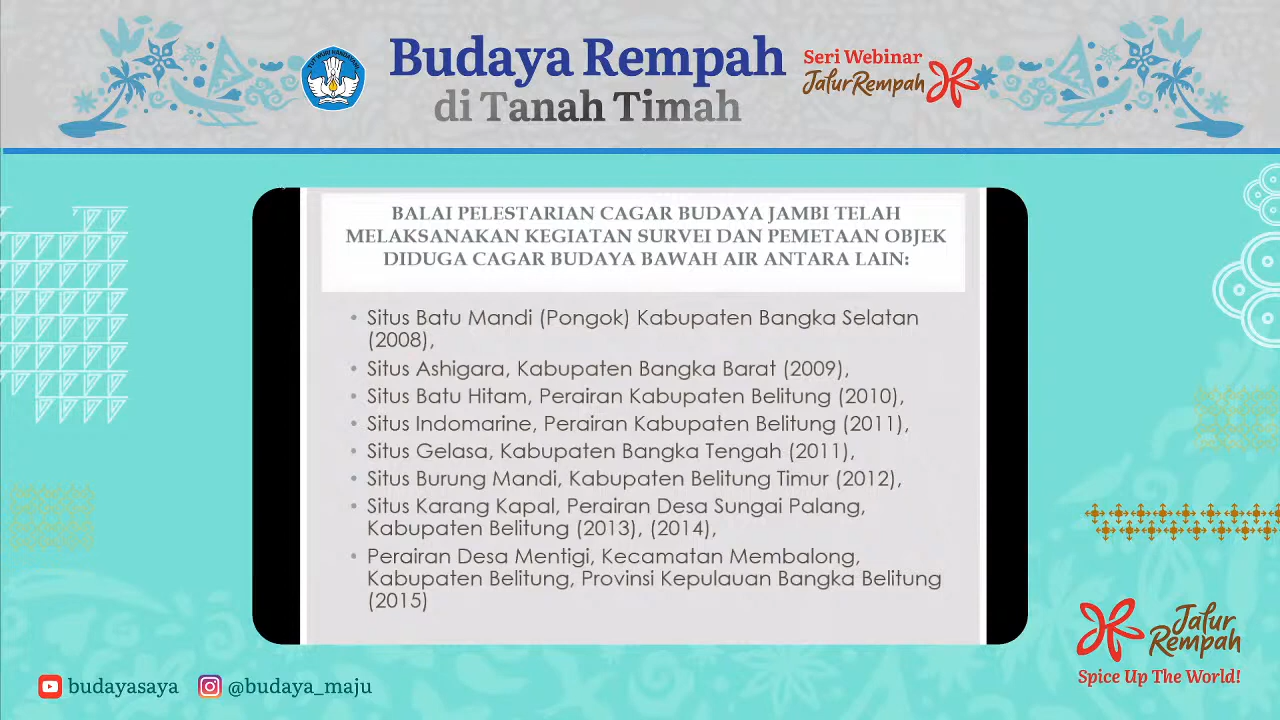 Budaya Rempah
di Tanah Timah
Seri Webinar
Jalur Rempah
BALAI PELESTARIAN CAGAR BUDAYA JAMBI TELAH
MELAKSANAKAN KEGIATAN SURVEI DAN PEMETAAN OBJEK
DIDUGA CAGAR BUDAYA BAWAH AIR ANTARA LAIN:
• Situs Batu Mandi (Pongok) Kabupaten Bangka Selatan
(2008),
• Situs Ashigara, Kabupaten Bangka Barat (2009),
• Situs Batu Hitam, Perairan Kabupaten Belitung (2010),
• Situs Indomarine, Perairan Kabupaten Belitung (2011),
• Situs Gelasa, Kabupaten Bangka Tengah (2011),
• Situs Burung Mandi, Kabupaten Belitung Timur (2012),
• Situs Karang Kapal, Perairan Desa Sungai Palang,
Kabupaten Belitung (2013), (2014),
• Perairan Desa Mentigi, Kecamatan Membalong,
Kabupaten Belitung, Provinsi Kepulauan Bangka Belitung
(2015)
Jalur
Rempah
Spice Up The World!
budayasaya
@budaya_maju